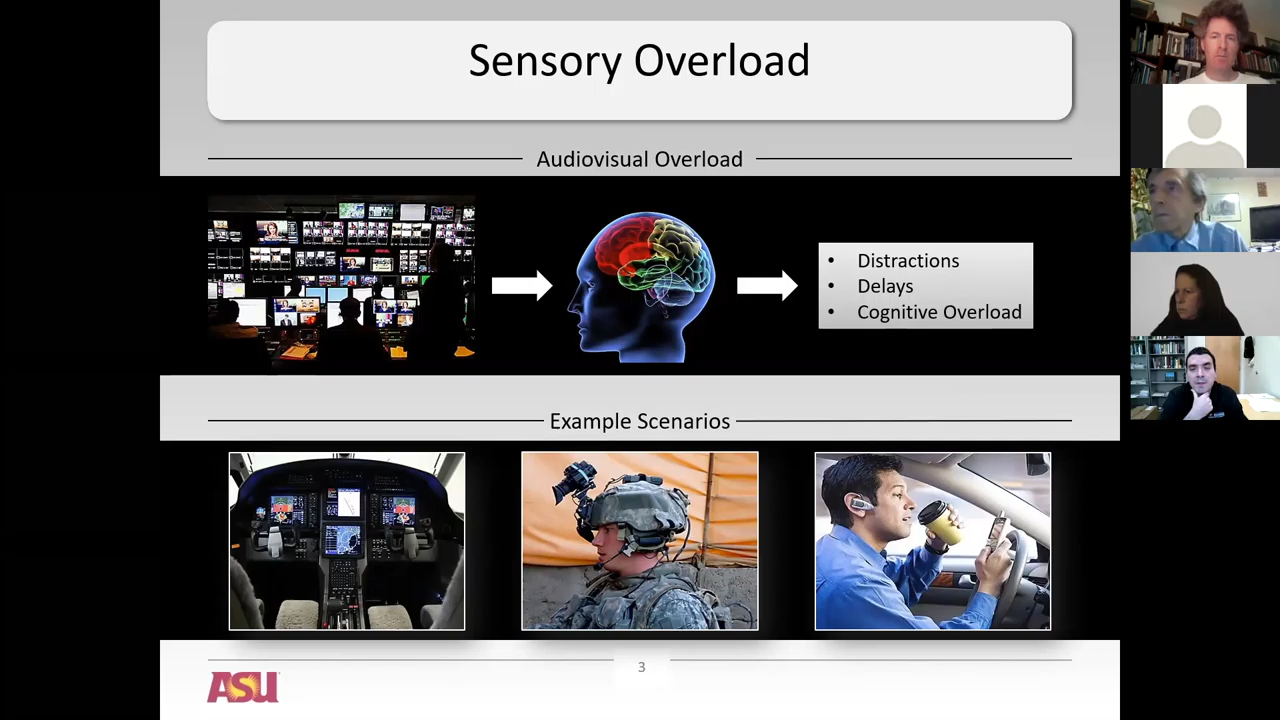 Sensory Overload
Audiovisual Overload
• Distractions
• Delays
• Cognitive Overload
Example Scenarios
3
ASU